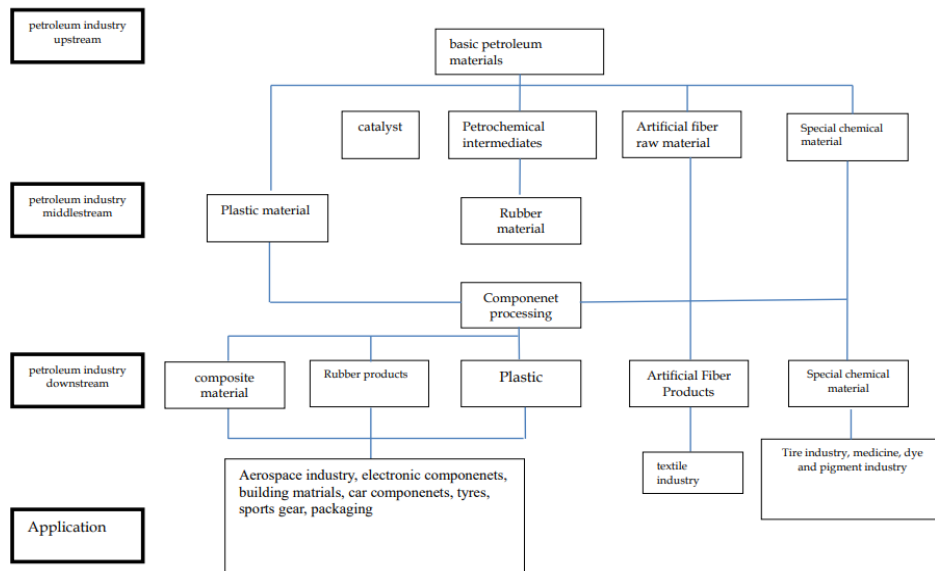 petroleum industry
upstream
basic petroleum
materials
catalyst
Petrochemical
intermediates
Artificial fiber
raw material
Special chemical
material
petroleum industry
middlestream
Plastic material
Rubber
material
Componenet
processing
petroleum industry
downstream
composite
material
Rubber products
Plastic
Artificial Fiber
Products
Special chemical
material
Aerospace industry, electronic componenets,
building matrials, car componenets, tyres,
sports gear, packaging
textile
industry
Tire industry, medicine, dye
and pigment industry
Application